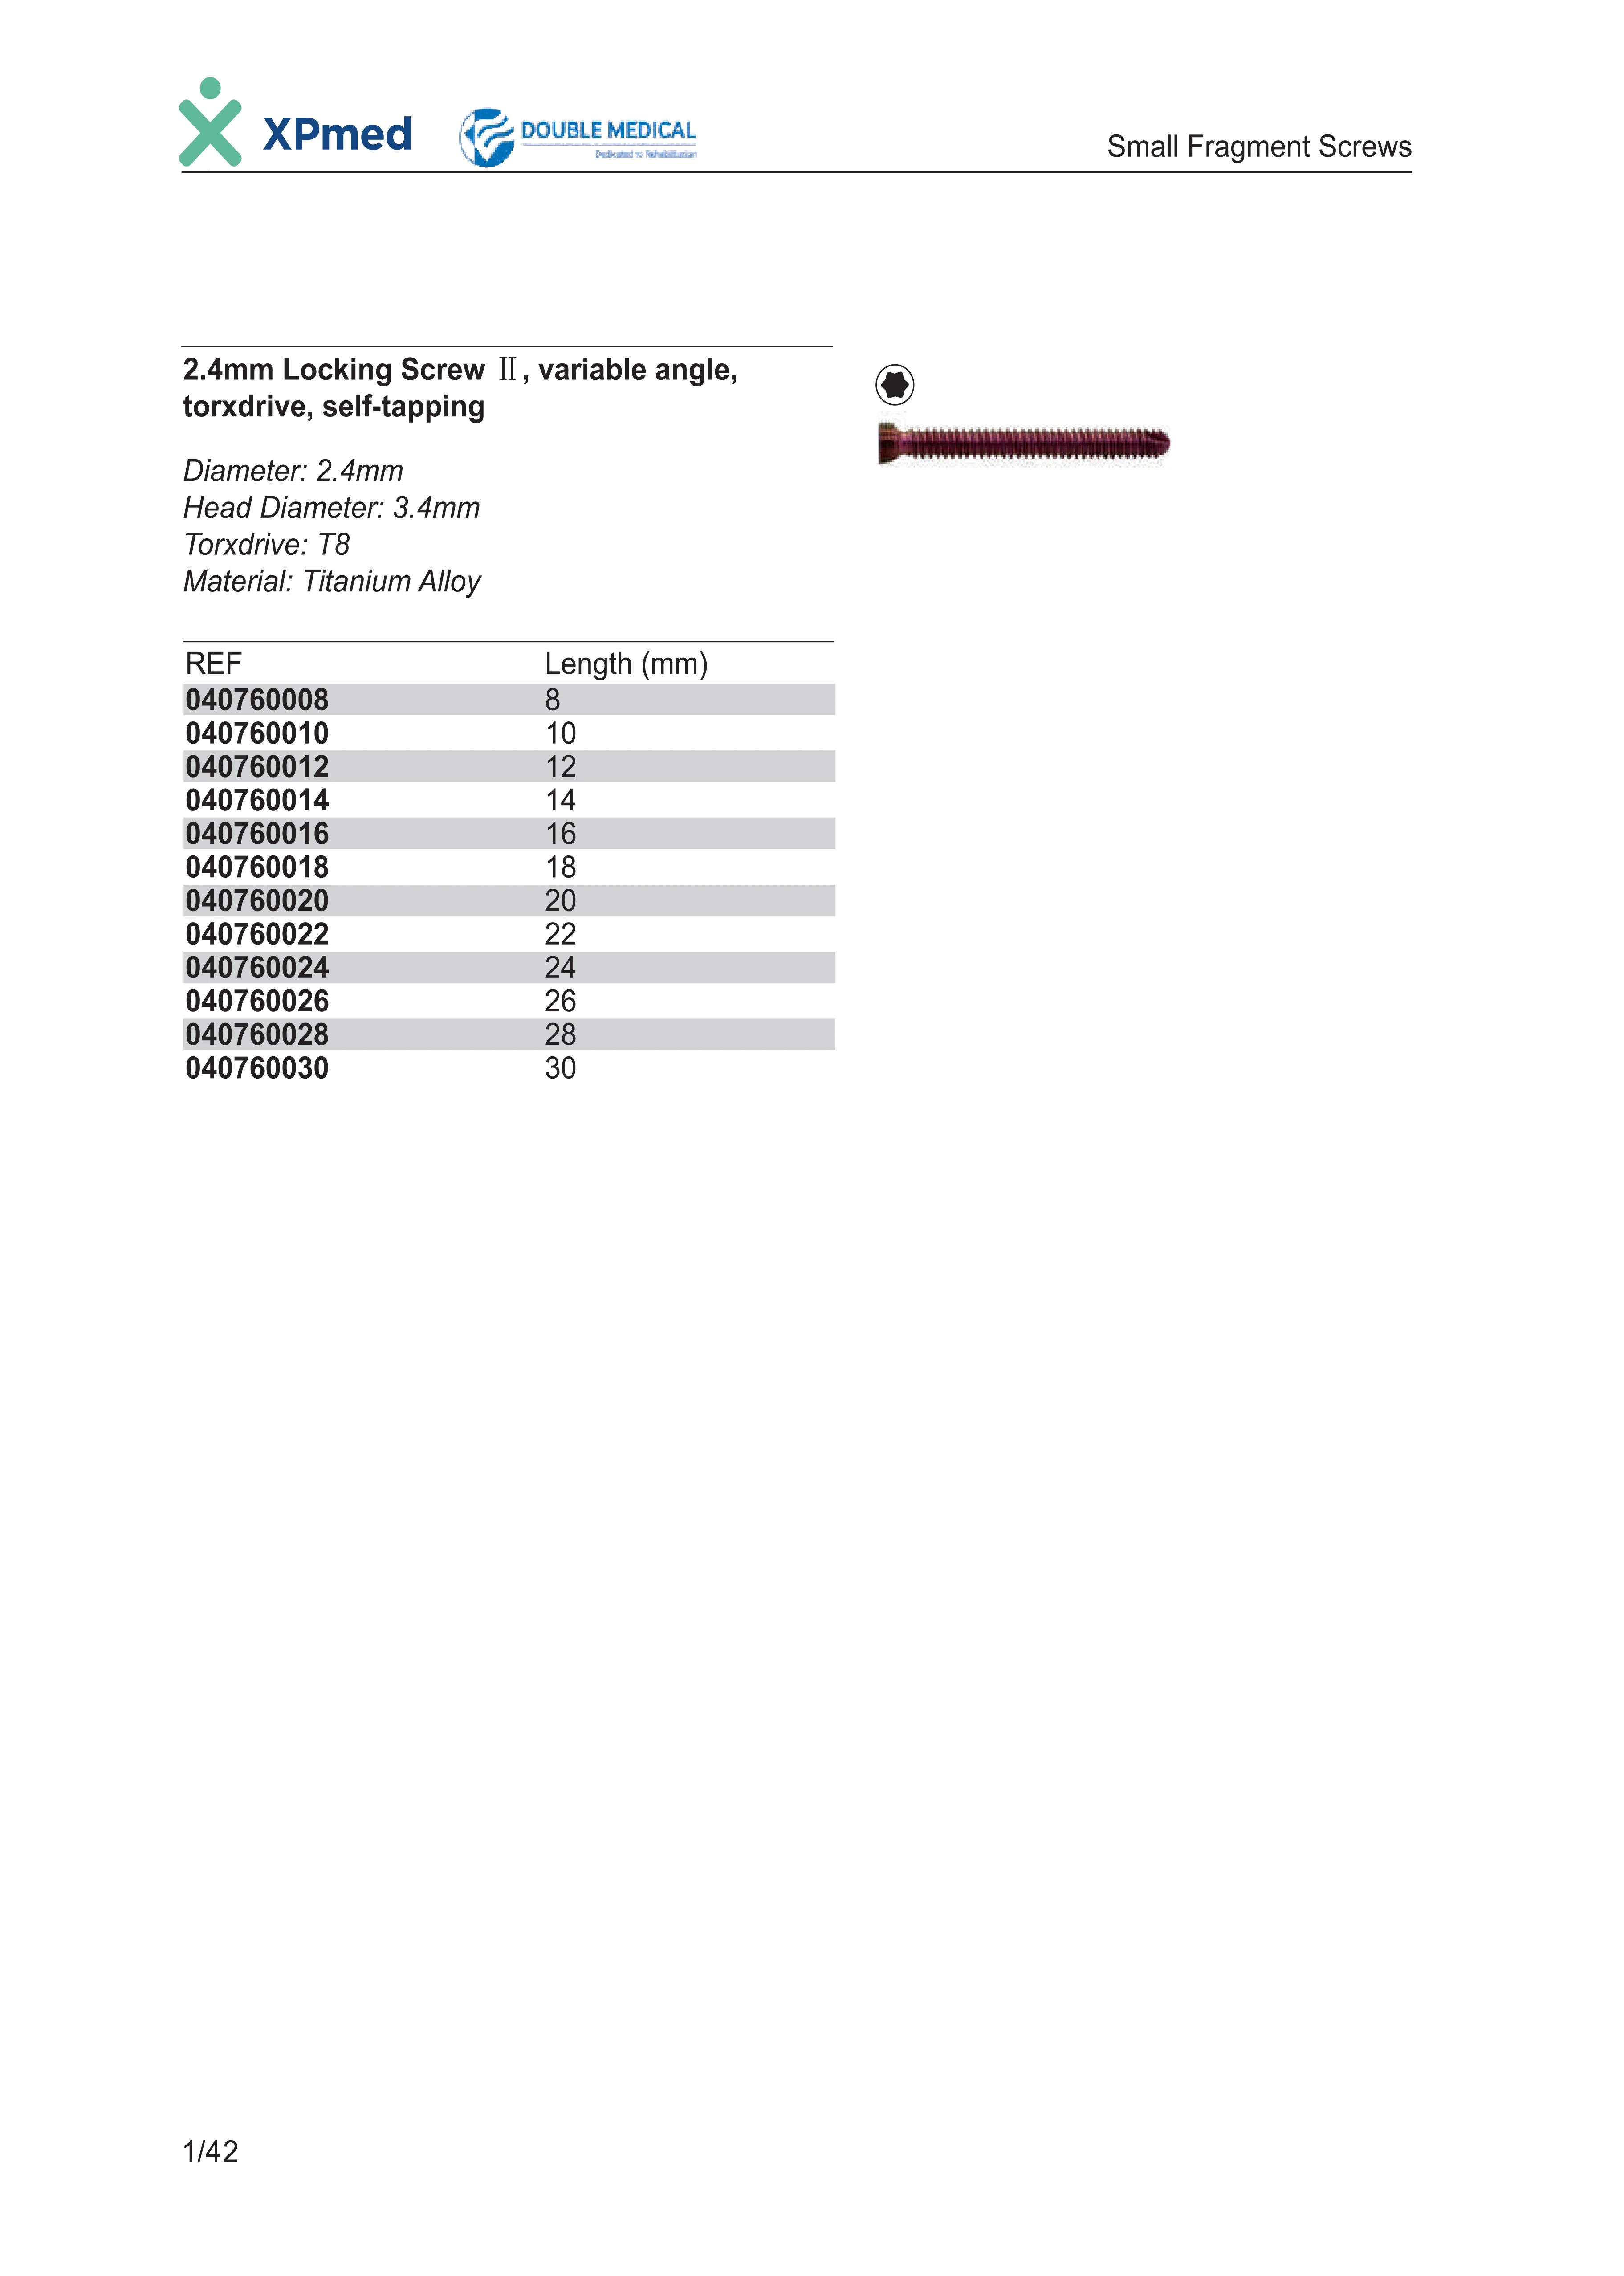 XPmed
DOUBLE MEDICAL
Dedicated to Rehabilitation
Small Fragment Screws
2.4mm Locking Screw Ⅱ, variable angle,
torxdrive, self-tapping
Diameter: 2.4mm
Head Diameter: 3.4mm
Torxdrive: T8
Material: Titanium Alloy
REF Length (mm)
040760008 8
040760010 10
040760012 12
040760014 14
040760016 16
040760018 18
040760020 20
040760022 22
040760024 24
040760026 26
040760028 28
040760030 30
1/42